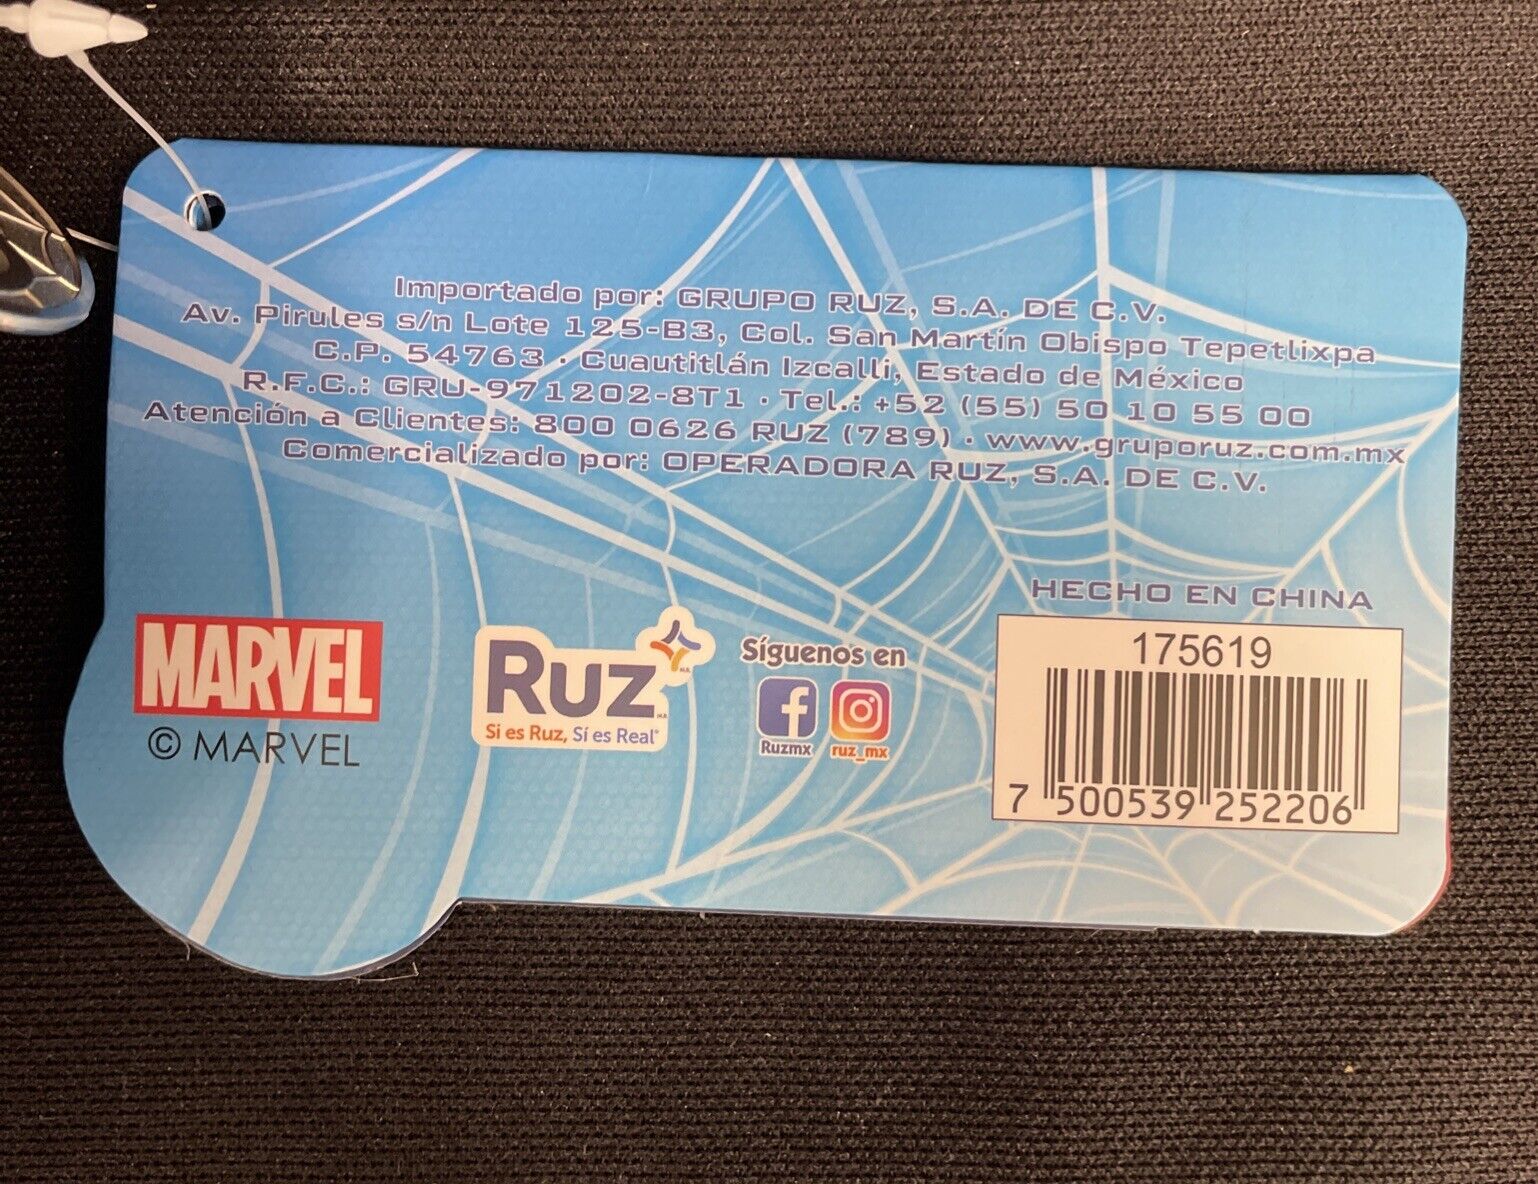 Importado por: GRUPO RUZ, S.A. DE C.V.
Av. Pirules s/n Lote 125-B3, Col. San Martín Obispo Tepetlixpa
C.P. 54763 · Cuautitlán Izcalli, Estado de México
R.F.C.: GRU-971202-8T1 · Tel.: +52 (55) 50 10 55 00
Atención a Clientes: 800 0626 RUZ (789) · www.gruporuz.com.mx
Comercializado por: OPERADORA RUZ, S.A. DE C.V.
HECHO EN CHINA
175619
7 500539 252206
MARVEL
© MARVEL
RUZ M.R.
M.R.
Si es Ruz, Sí es Real®
Síguenos en
Ruzmx
ruz_mx